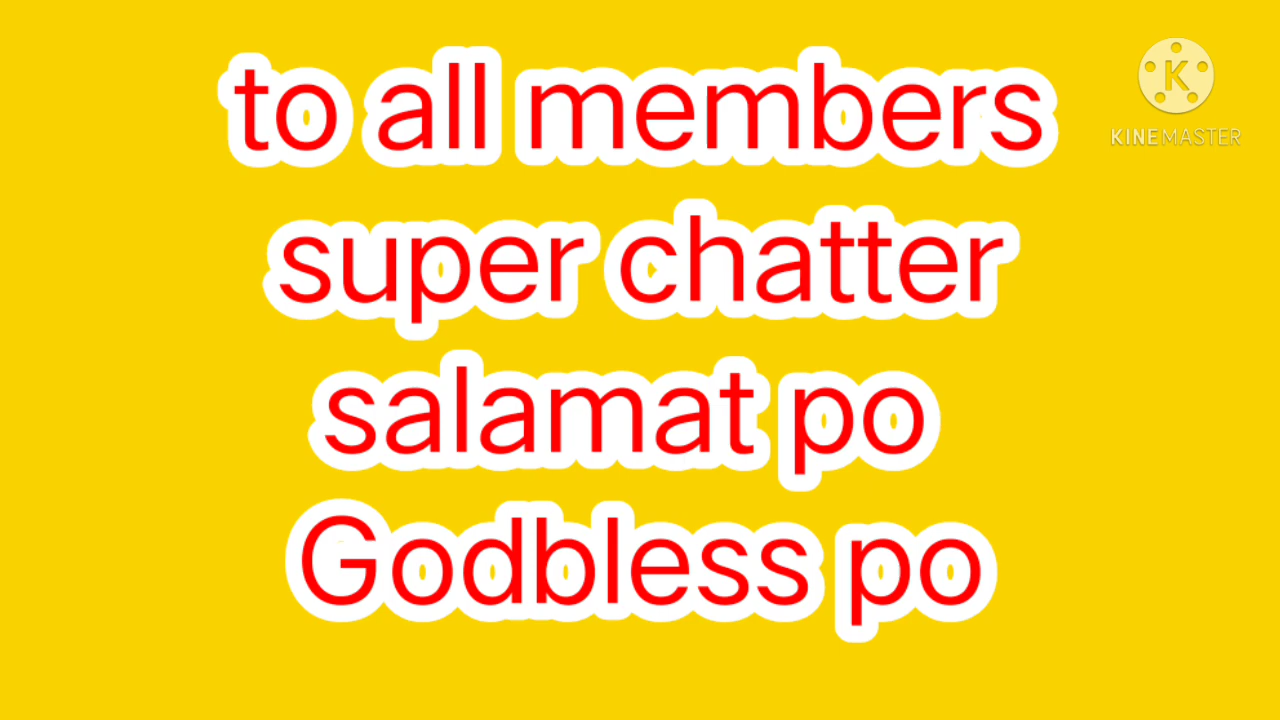 to all members
super chatter
salamat po
Godbless po
K
KINEMASTER